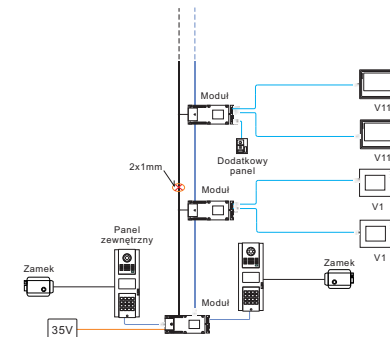 Moduł
V11
Dodatkowy
panel
V11
2x1mm
Moduł
V1
V1
Panel
zewnętrzny
Zamek
Zamek
Moduł
35V